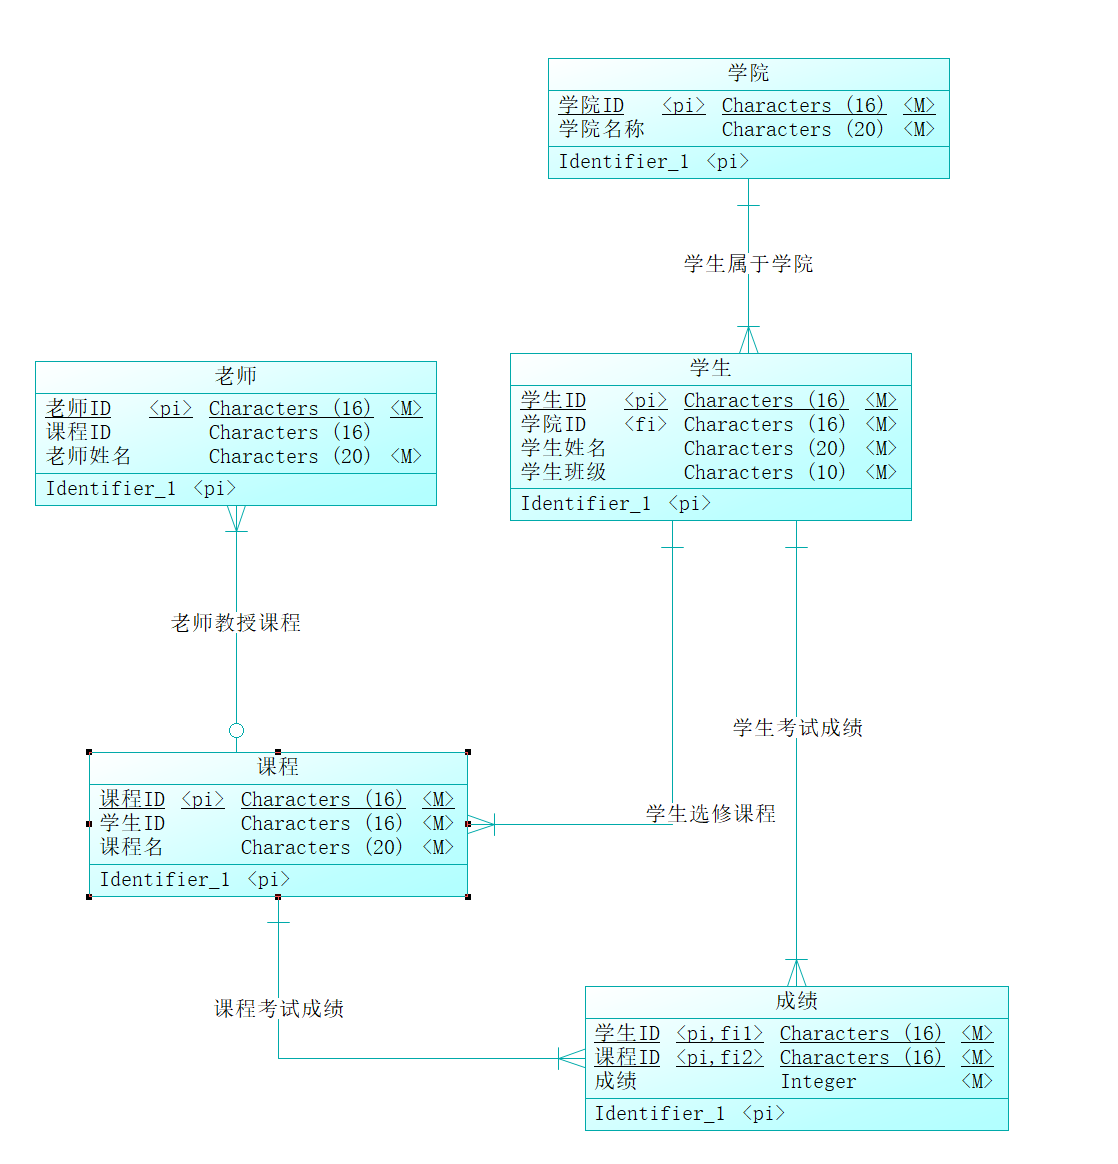 学院
学院ID <pi> Characters (16) <M>
学院名称 Characters (20) <M>
Identifier_1 <pi>
学生属于学院
老师
老师ID <pi> Characters (16) <M>
课程ID Characters (16)
老师姓名 Characters (20) <M>
Identifier_1 <pi>
学生
学生ID <pi> Characters (16) <M>
学院ID <fi> Characters (16) <M>
学生姓名 Characters (20) <M>
学生班级 Characters (10) <M>
Identifier_1 <pi>
老师教授课程
学生考试成绩
学生选修课程
课程
课程ID <pi> Characters (16) <M>
学生ID Characters (16) <M>
课程名 Characters (20) <M>
Identifier_1 <pi>
课程考试成绩
成绩
学生ID <pi,fi1> Characters (16) <M>
课程ID <pi,fi2> Characters (16) <M>
成绩 Integer <M>
Identifier_1 <pi>